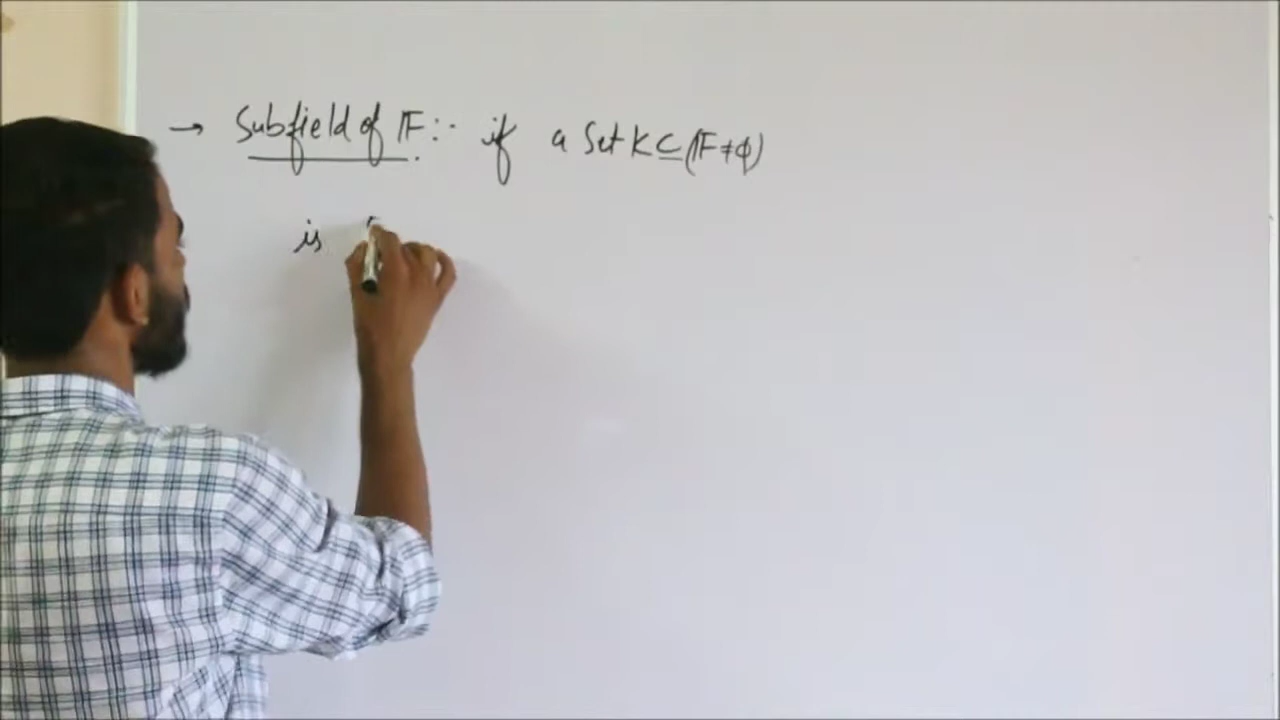 → Subfield of 𝔽 :- if a Set K ⊆ (𝔽 ≠ ϕ)
is